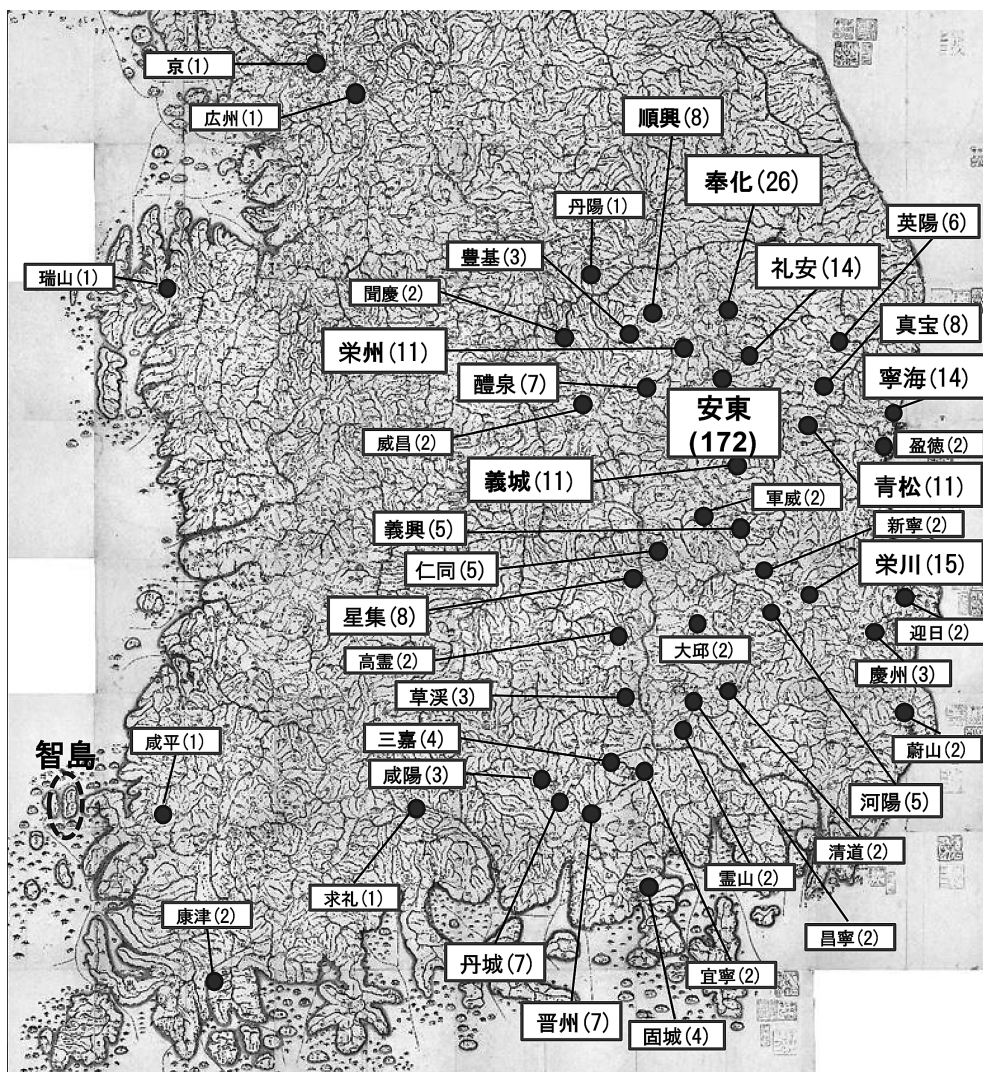 京(1)
広州(1)
順興(8)
奉化(26)
丹陽(1)
英陽(6)
豊基(3)
礼安(14)
瑞山(1)
聞慶(2)
真宝(8)
栄州(11)
寧海(14)
醴泉(7)
安東
(172)
威昌(2)
盈徳(2)
義城(11)
青松(11)
軍威(2)
義興(5)
新寧(2)
仁同(5)
栄川(15)
星集(8)
迎日(2)
高霊(2)
大邱(2)
慶州(3)
草渓(3)
三嘉(4)
蔚山(2)
咸平(1)
智島
咸陽(3)
河陽(5)
清道(2)
霊山(2)
求礼(1)
康津(2)
昌寧(2)
丹城(7)
宜寧(2)
晋州(7)
固城(4)